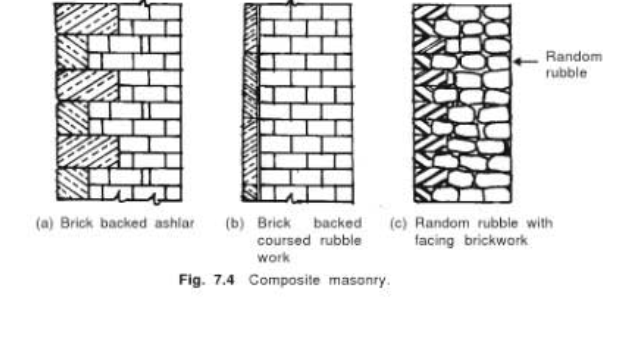 Random
rubble
(a) Brick backed ashlar
(b) Brick backed
coursed rubble
work
(c) Random rubble with
facing brickwork
Fig. 7.4 Composite masonry.